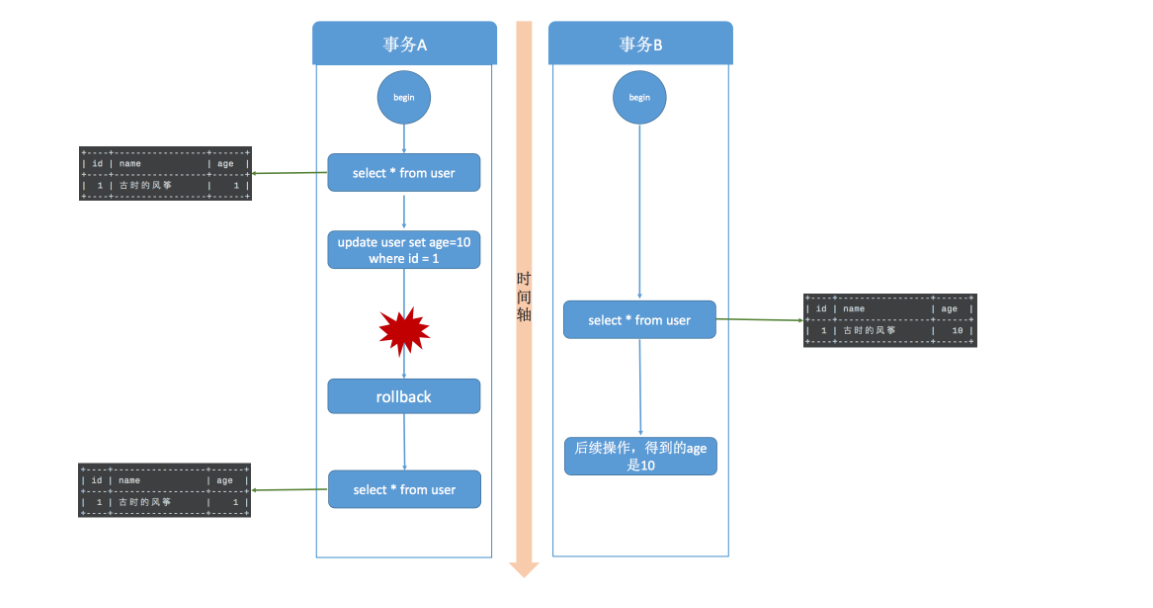 事务A
begin
+----+-----------------+------+
| id | name | age |
+----+-----------------+------+
| 1 | 古时的风筝 | 1 |
+----+-----------------+------+
select * from user
update user set age=10
where id = 1
rollback
+----+-----------------+------+
| id | name | age |
+----+-----------------+------+
| 1 | 古时的风筝 | 1 |
+----+-----------------+------+
select * from user
时
间
轴
事务B
begin
select * from user
+----+-----------------+------+
| id | name | age |
+----+-----------------+------+
| 1 | 古时的风筝 | 10 |
+----+-----------------+------+
后续操作，得到的age
是10